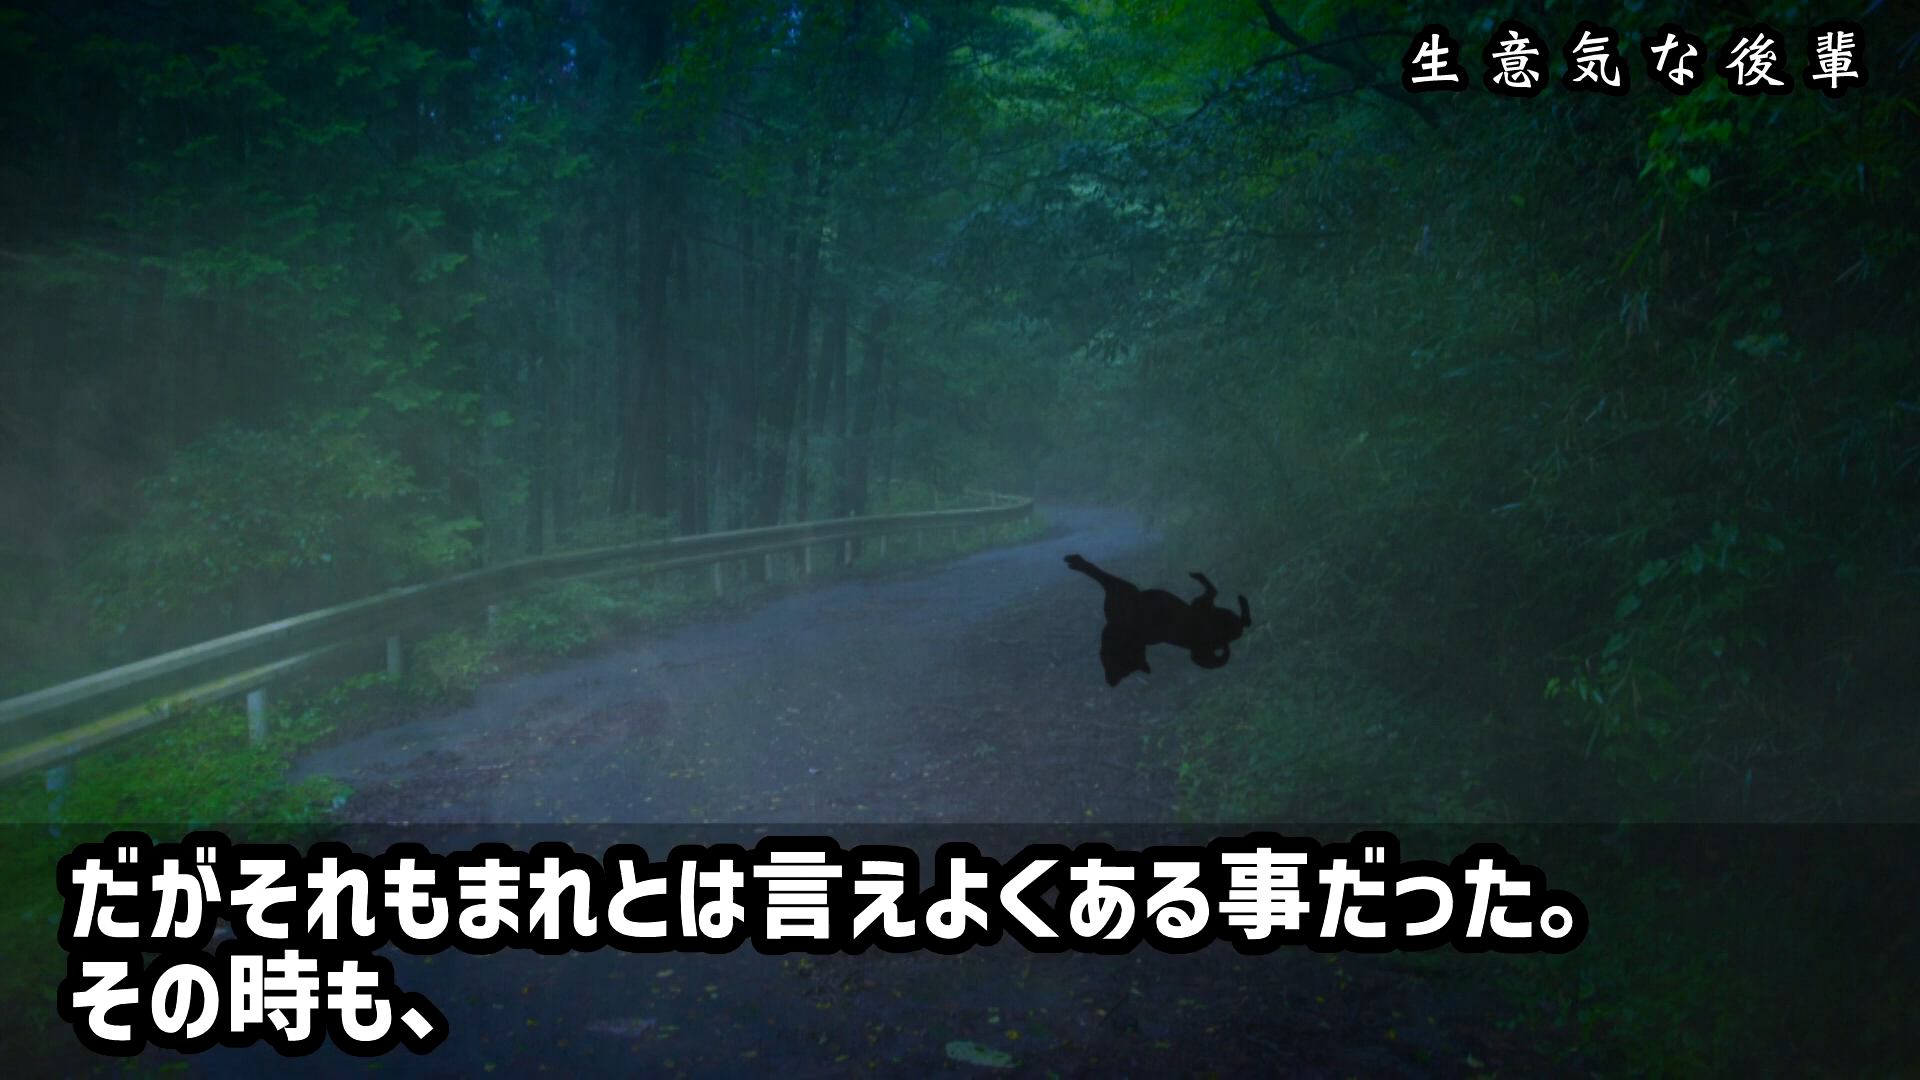 生意気な後輩
だがそれもまれとは言えよくある事だった。
その時も、